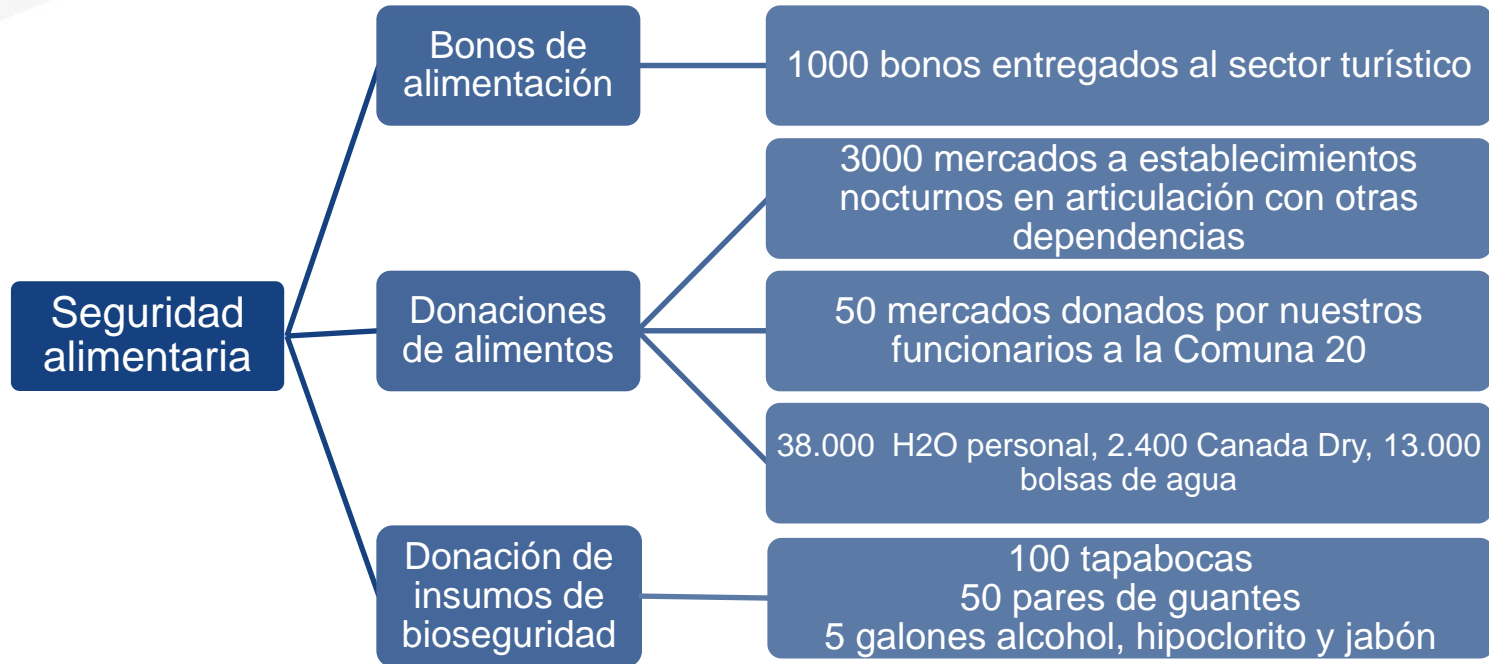 Seguridad
alimentaria
Bonos de
alimentación
1000 bonos entregados al sector turístico
Donaciones
de alimentos
3000 mercados a establecimientos
nocturnos en articulación con otras
dependencias
50 mercados donados por nuestros
funcionarios a la Comuna 20
38.000 H2O personal, 2.400 Canada Dry, 13.000
bolsas de agua
Donación de
insumos de
bioseguridad
100 tapabocas
50 pares de guantes
5 galones alcohol, hipoclorito y jabón